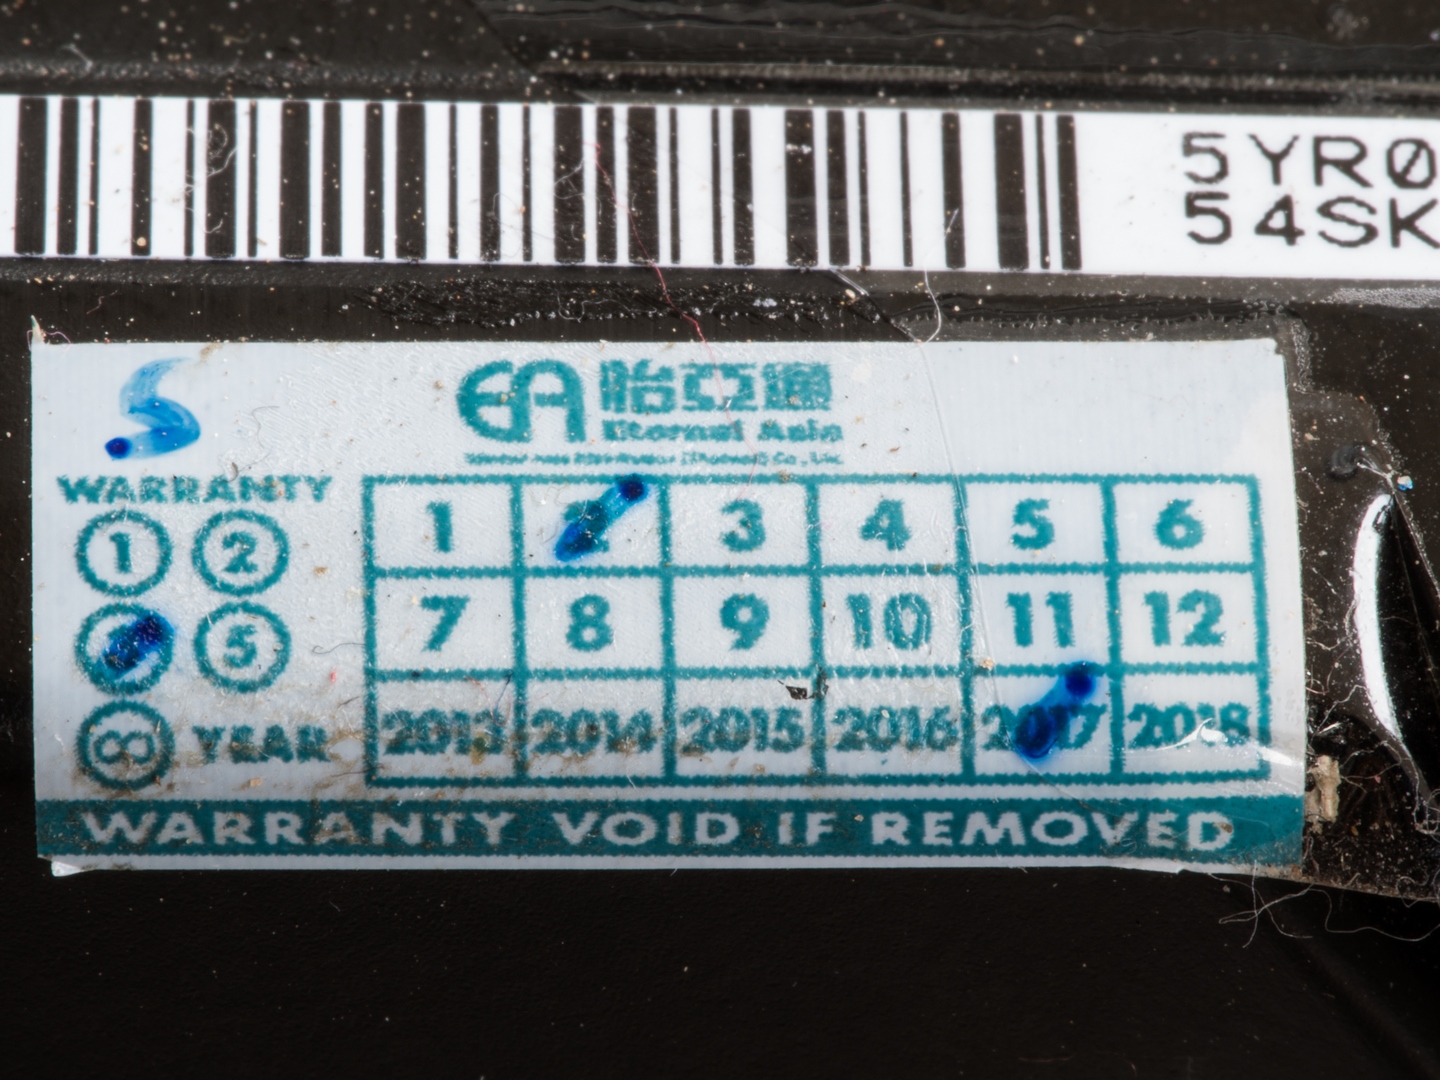 5YR0
54SK
S
EA 怡亞通
Eternal Asia
WARRANTY
1 2
5
∞ YEAR
1 2 3 4 5 6
7 8 9 10 11 12
2013 2014 2015 2016 2017 2018
WARRANTY VOID IF REMOVED